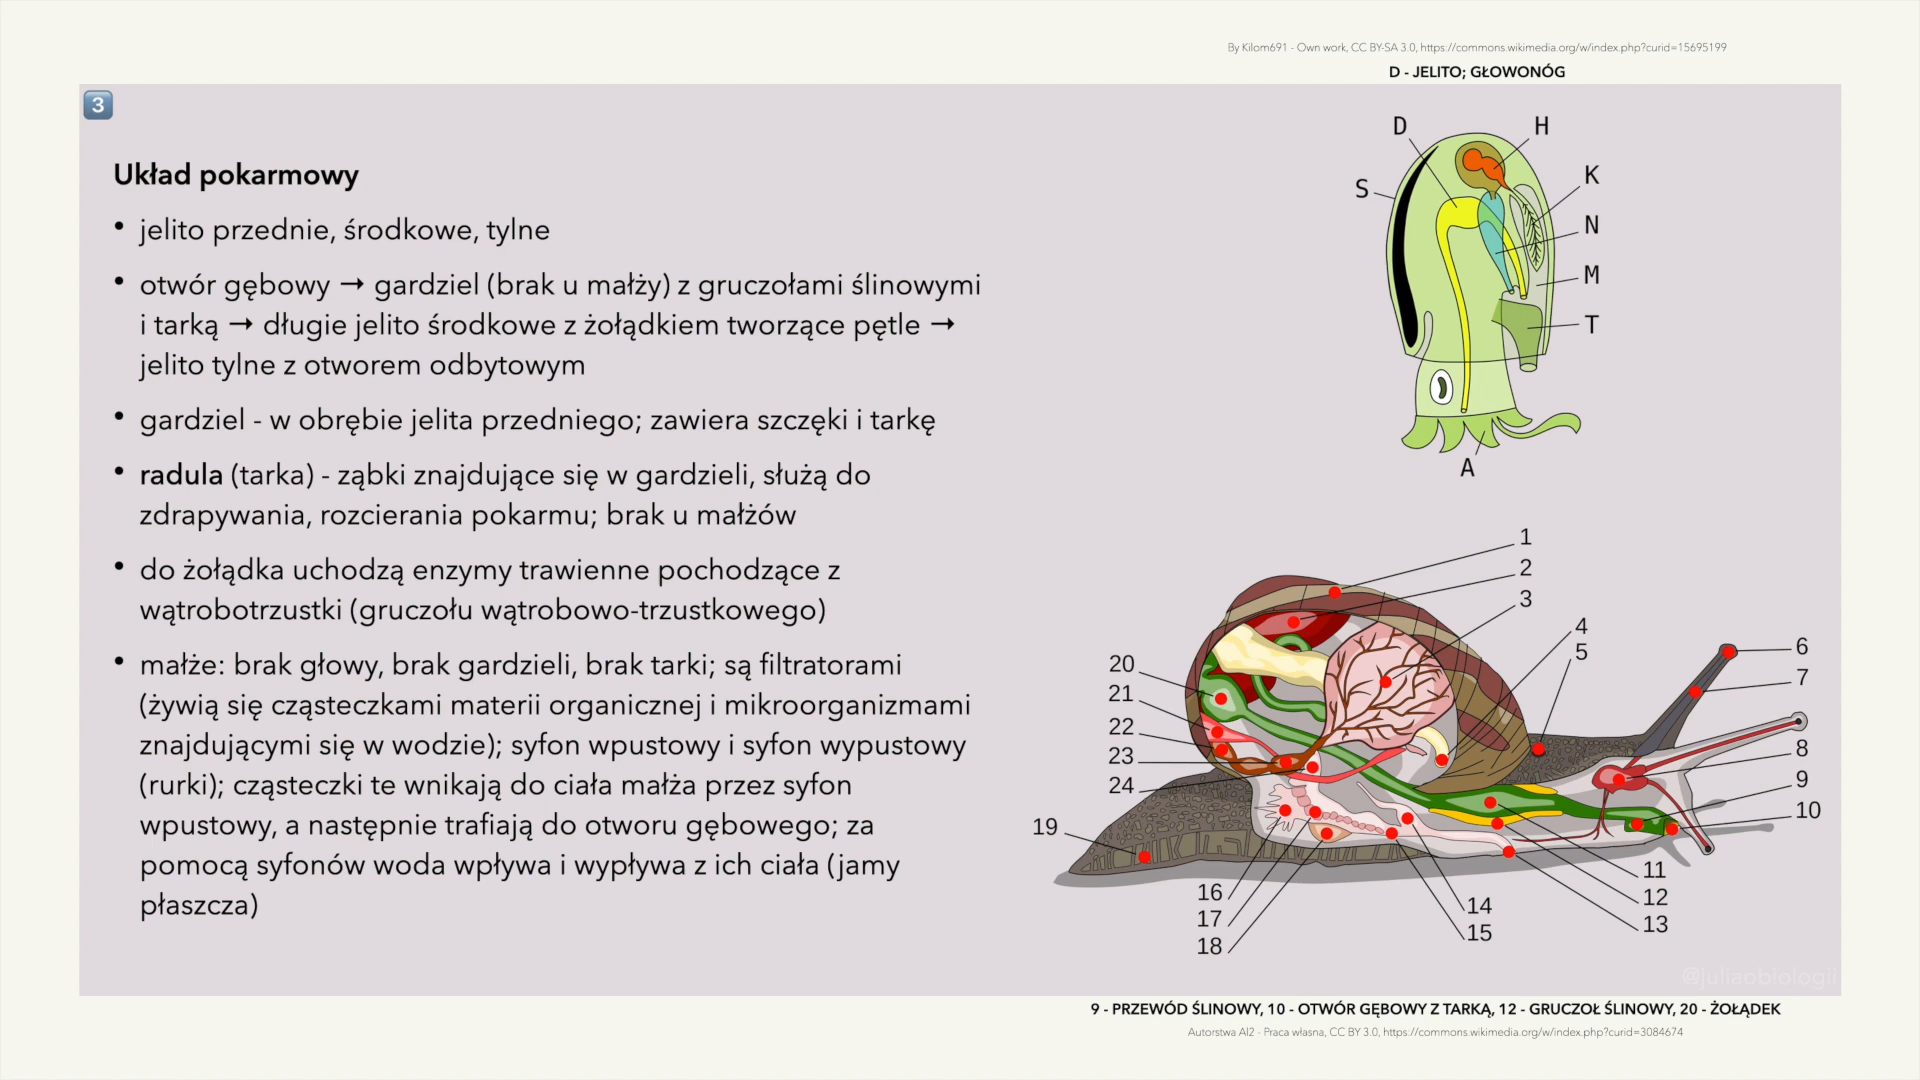 By Kilom691 - Own work, CC BY-SA 3.0, https://commons.wikimedia.org/w/index.php?curid=15695199
D - JELITO; GŁOWONÓG
3
Układ pokarmowy
• jelito przednie, środkowe, tylne
• otwór gębowy → gardziel (brak u małży) z gruczołami ślinowymi
i tarką → długie jelito środkowe z żołądkiem tworzące pętle →
jelito tylne z otworem odbytowym
• gardziel - w obrębie jelita przedniego; zawiera szczęki i tarkę
• radula (tarka) - ząbki znajdujące się w gardzieli, służą do
zdrapywania, rozcierania pokarmu; brak u małżów
• do żołądka uchodzą enzymy trawienne pochodzące z
wątrobotrzustki (gruczołu wątrobowo-trzustkowego)
• małże: brak głowy, brak gardzieli, brak tarki; są filtratorami
(żywią się cząsteczkami materii organicznej i mikroorganizmami
znajdującymi się w wodzie); syfon wpustowy i syfon wypustowy
(rurki); cząsteczki te wnikają do ciała małża przez syfon
wpustowy, a następnie trafiają do otworu gębowego; za
pomocą syfonów woda wpływa i wypływa z ich ciała (jamy
płaszcza)
D
H
S
K
N
M
T
A
1
2
3
4
5
6
7
8
9
10
11
12
13
14
15
16
17
18
19
20
21
22
23
24
@juliaobiologii
9 - PRZEWÓD ŚLINOWY, 10 - OTWÓR GĘBOWY Z TARKĄ, 12 - GRUCZOŁ ŚLINOWY, 20 - ŻOŁĄDEK
Autorstwa Al2 - Praca własna, CC BY 3.0, https://commons.wikimedia.org/w/index.php?curid=3084674